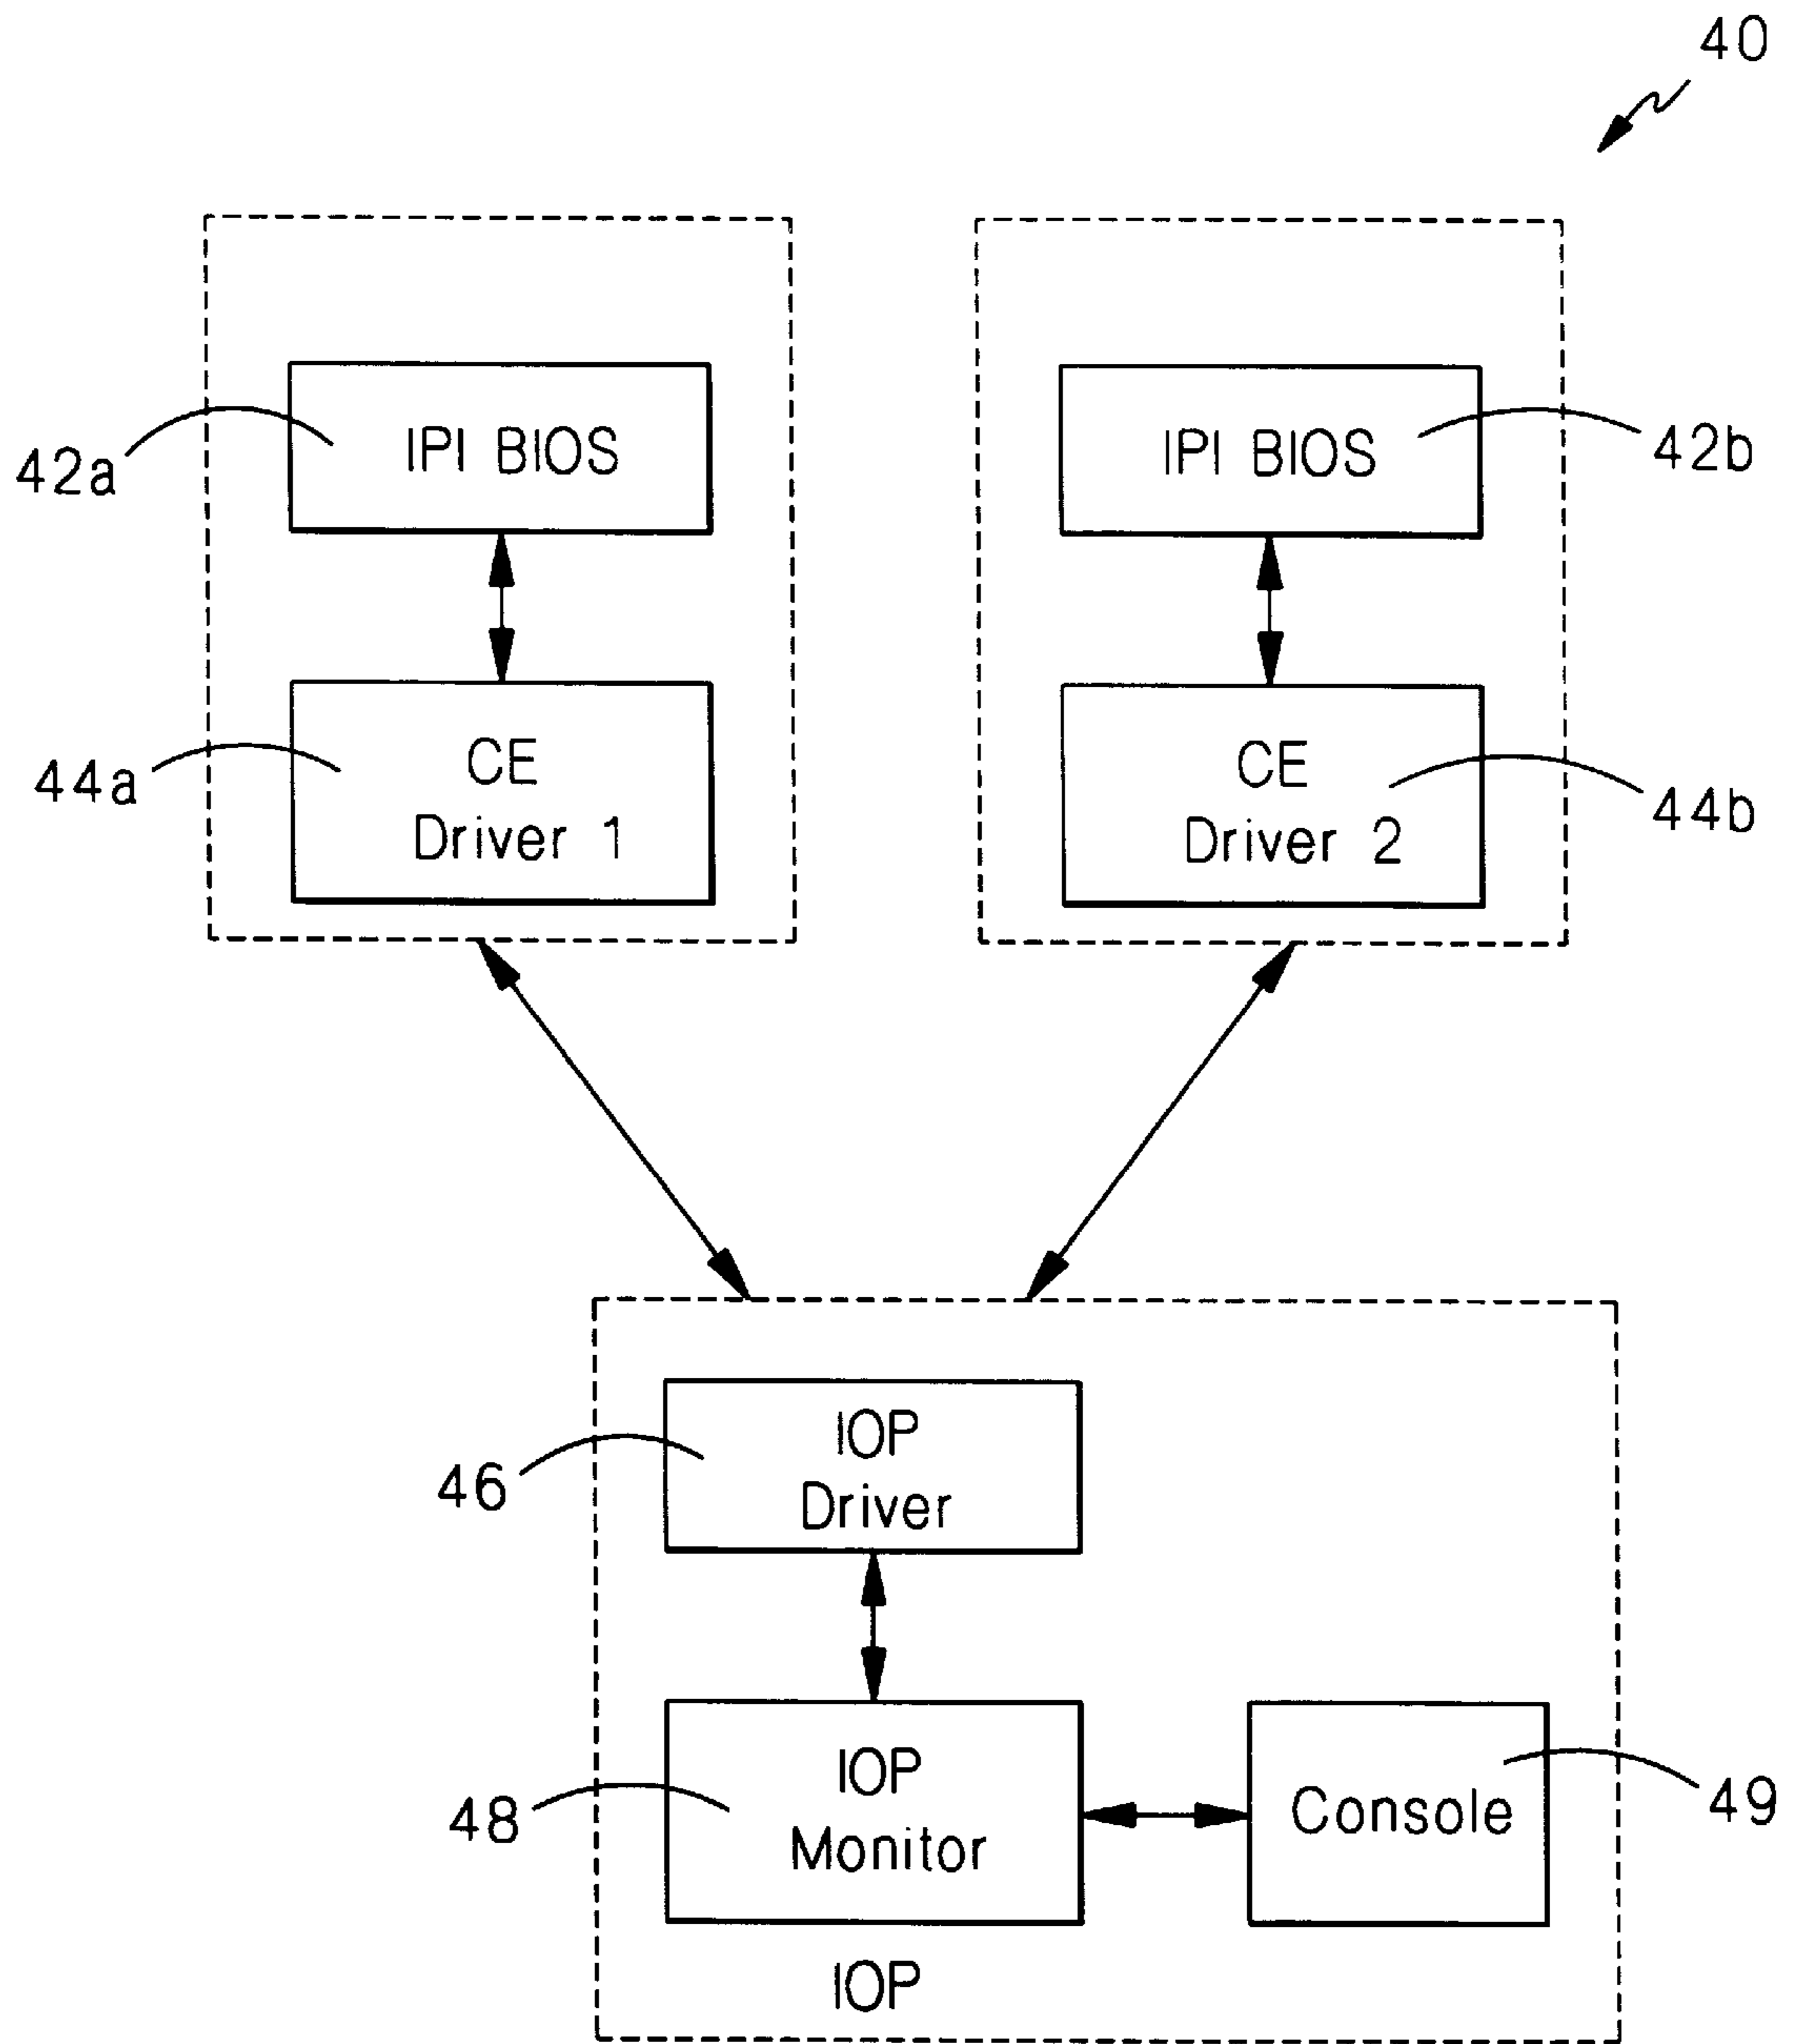 40
IPI BIOS
42a
IPI BIOS
42b
CE
Driver 1
44a
CE
Driver 2
44b
IOP
Driver
46
IOP
Monitor
48
Console
49
IOP